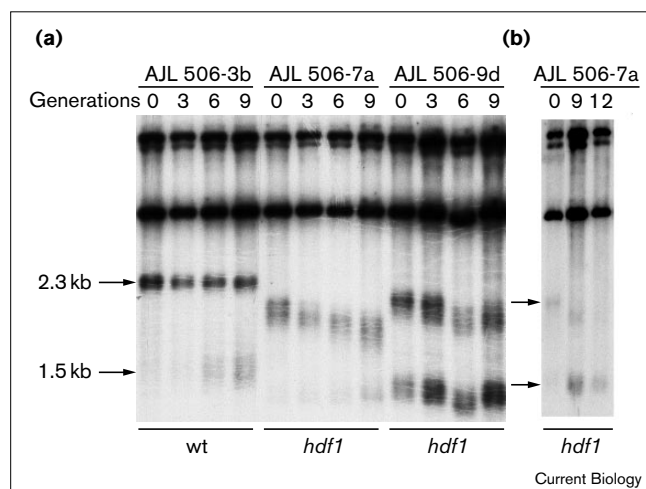 (a) (b)
AJL 506-3b AJL 506-7a AJL 506-9d AJL 506-7a
Generations 0 3 6 9 0 3 6 9 0 3 6 9 0 9 12
2.3 kb
1.5 kb
wt hdf1 hdf1 hdf1
Current Biology